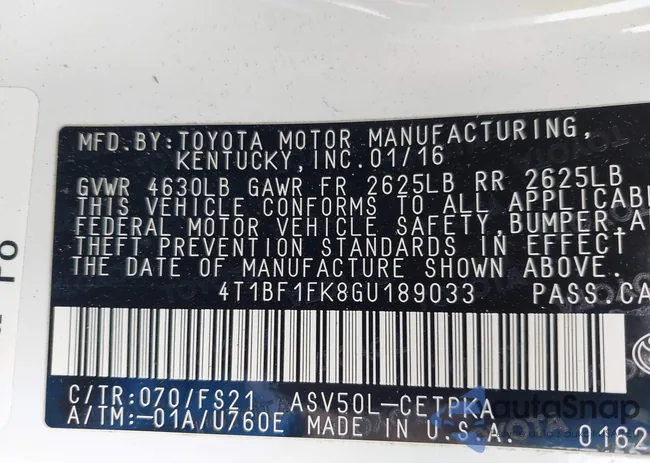 MFD.BY:TOYOTA MOTOR MANUFACTURING,
KENTUCKY,INC.01/16
GVWR 4630LB GAWR FR 2625LB RR 2625LB
THIS VEHICLE CONFORMS TO ALL APPLICABL
FEDERAL MOTOR VEHICLE SAFETY,BUMPER,A
THEFT PREVENTION STANDARDS IN EFFECT
THE DATE OF MANUFACTURE SHOWN ABOVE.
4T1BF1FK8GU189033 PASS.CA
C/TR:070/FS21 ASV50L-CETPKA
A/TM:-01A/U760E MADE IN U.S.A. 0162
autoSnap